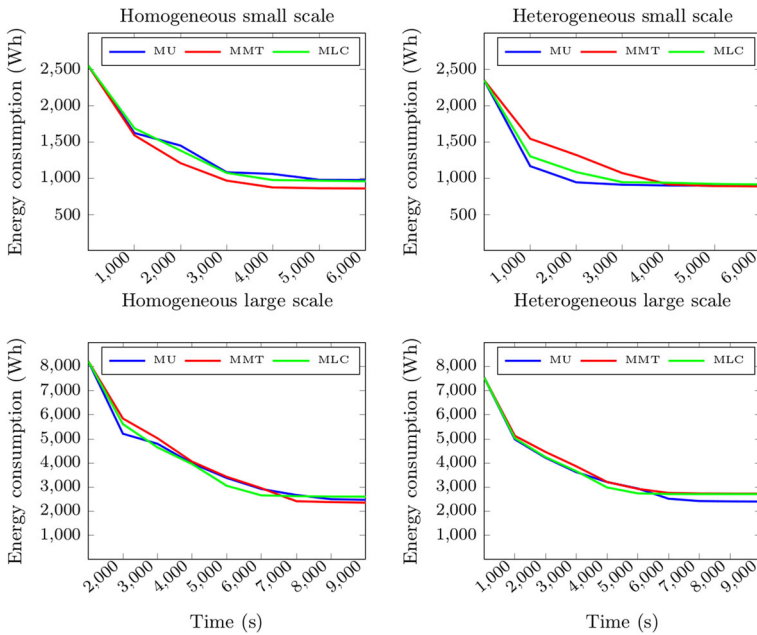 Homogeneous small scale
Energy consumption (Wh)
MU MMT MLC
2,500
2,000
1,500
1,000
500
1,000 2,000 3,000 4,000 5,000 6,000
Heterogeneous small scale
Energy consumption (Wh)
MU MMT MLC
2,500
2,000
1,500
1,000
500
1,000 2,000 3,000 4,000 5,000 6,000
Homogeneous large scale
Energy consumption (Wh)
MU MMT MLC
8,000
7,000
6,000
5,000
4,000
3,000
2,000
1,000
2,000 3,000 4,000 5,000 6,000 7,000 8,000 9,000
Time (s)
Heterogeneous large scale
Energy consumption (Wh)
MU MMT MLC
8,000
7,000
6,000
5,000
4,000
3,000
2,000
1,000
1,000 2,000 3,000 4,000 5,000 6,000 7,000 8,000 9,000
Time (s)